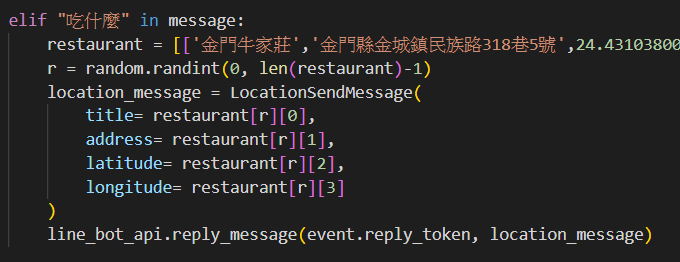 elif "吃什麼" in message:
restaurant = [['金門牛家莊','金門縣金城鎮民族路318巷5號',24.43103800
r = random.randint(0, len(restaurant)-1)
location_message = LocationSendMessage(
title= restaurant[r][0],
address= restaurant[r][1],
latitude= restaurant[r][2],
longitude= restaurant[r][3]
)
line_bot_api.reply_message(event.reply_token, location_message)